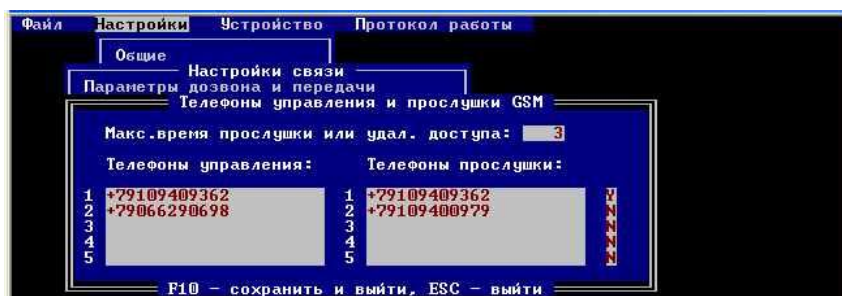 Файл Настройки Устройство Протокол работы
Общие
Настройки связи
Параметры дозвона и передачи
Телефоны управления и прослушки GSM
Макс.время прослушки или удал. доступа: 3
Телефоны управления: Телефоны прослушки:
1 +79109409362 1 +79109409362 Y
2 +79066290698 2 +79109400979 N
3 3 N
4 4 N
5 5 N
F10 — сохранить и выйти, ESC — выйти